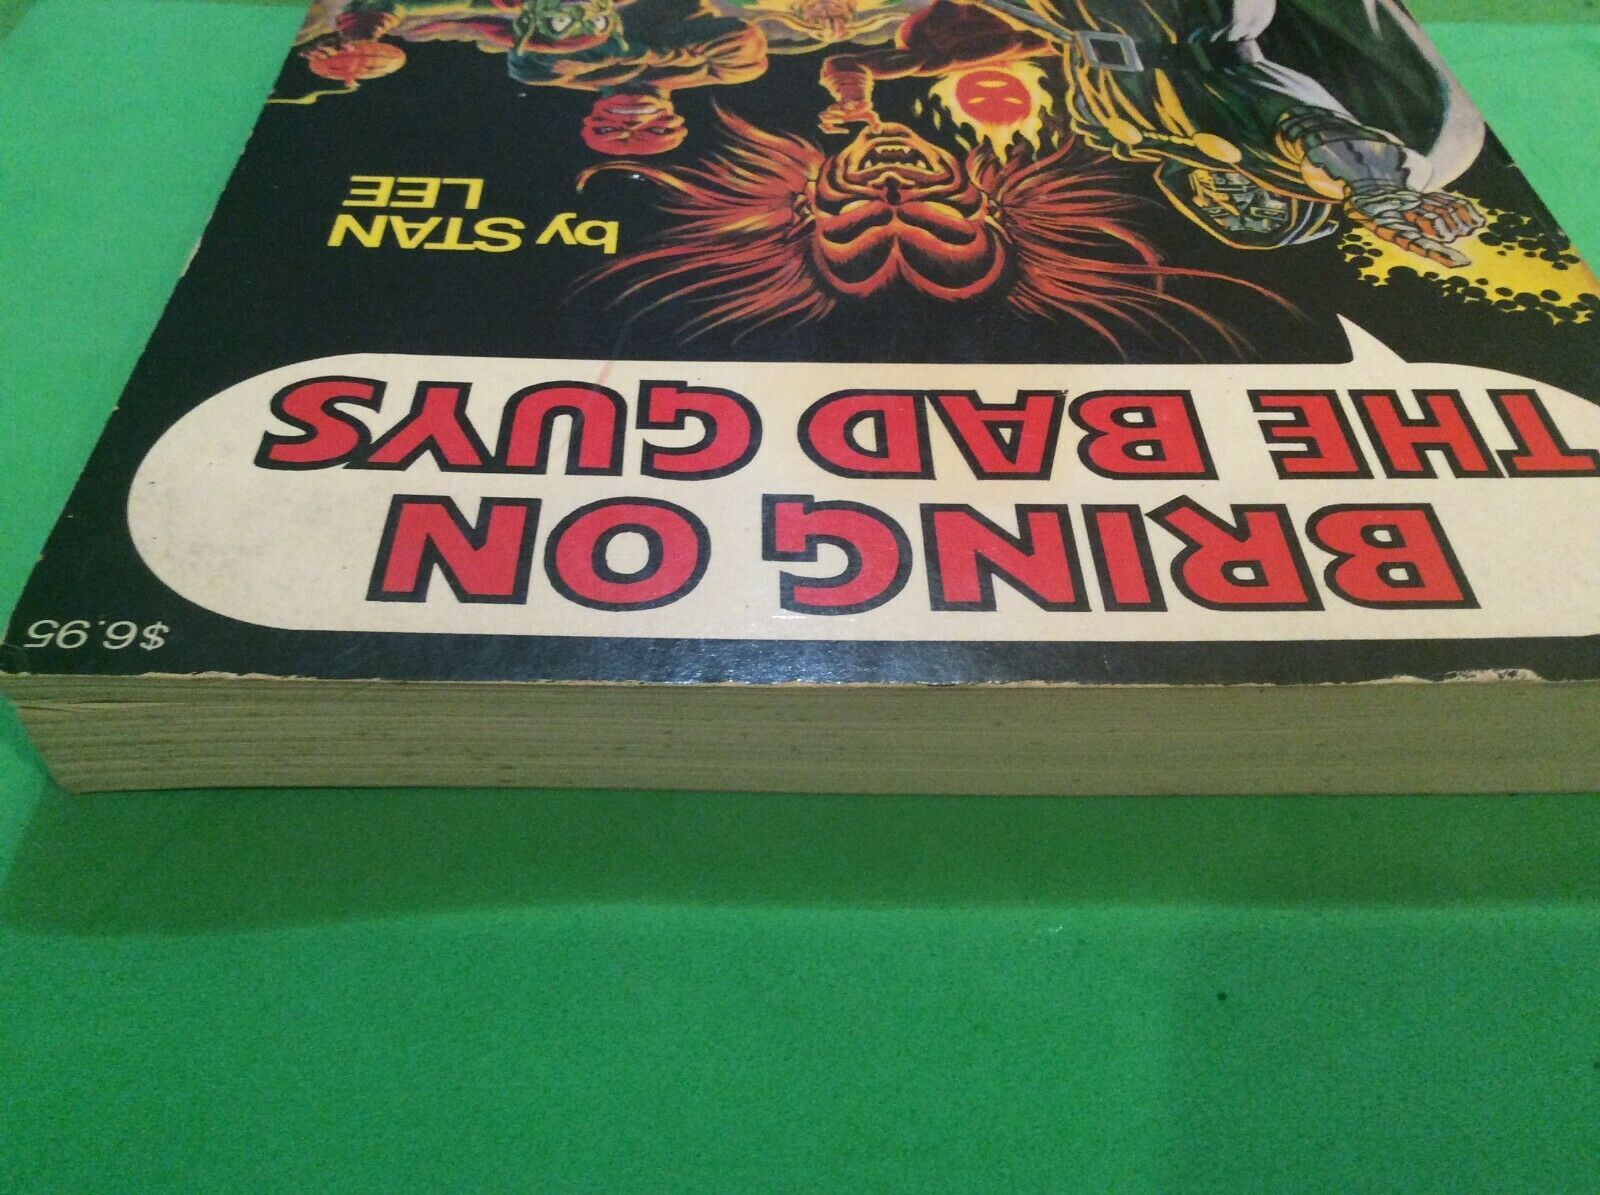 $6.95
BRING ON
THE BAD GUYS
by STAN
LEE